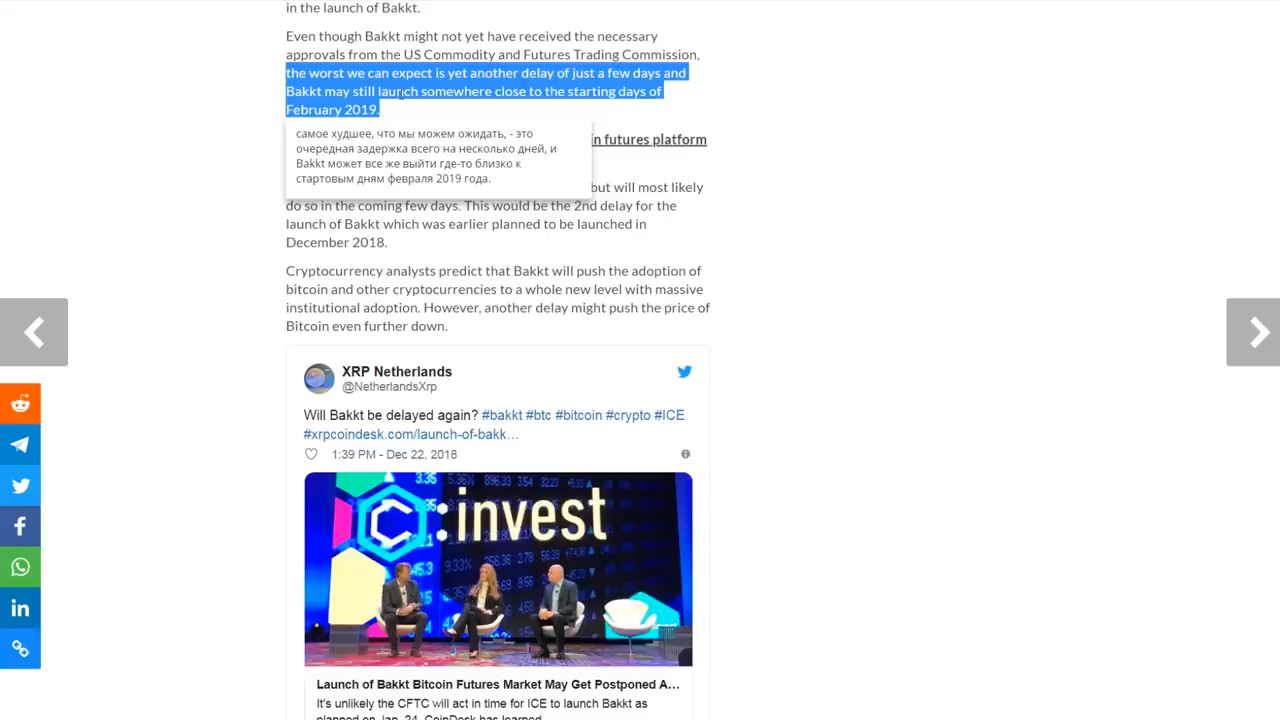 in the launch of Bakkt.
Even though Bakkt might not yet have received the necessary
approvals from the US Commodity and Futures Trading Commission,
the worst we can expect is yet another delay of just a few days and
Bakkt may still launch somewhere close to the starting days of
February 2019.
самое худшее, что мы можем ожидать, - это
очередная задержка всего на несколько дней, и
Bakkt может все же выйти где-то близко к
стартовым дням февраля 2019 года.
in futures platform
but will most likely
do so in the coming few days. This would be the 2nd delay for the
launch of Bakkt which was earlier planned to be launched in
December 2018.
Cryptocurrency analysts predict that Bakkt will push the adoption of
bitcoin and other cryptocurrencies to a whole new level with massive
institutional adoption. However, another delay might push the price of
Bitcoin even further down.
XRP Netherlands
@NetherlandsXrp
Will Bakkt be delayed again? #bakkt #btc #bitcoin #crypto #ICE
#xrpcoindesk.com/launch-of-bakk…
1:39 PM - Dec 22, 2018
C:invest
Launch of Bakkt Bitcoin Futures Market May Get Postponed A...
It's unlikely the CFTC will act in time for ICE to launch Bakkt as
planned on Jan. 24, CoinDesk has learned